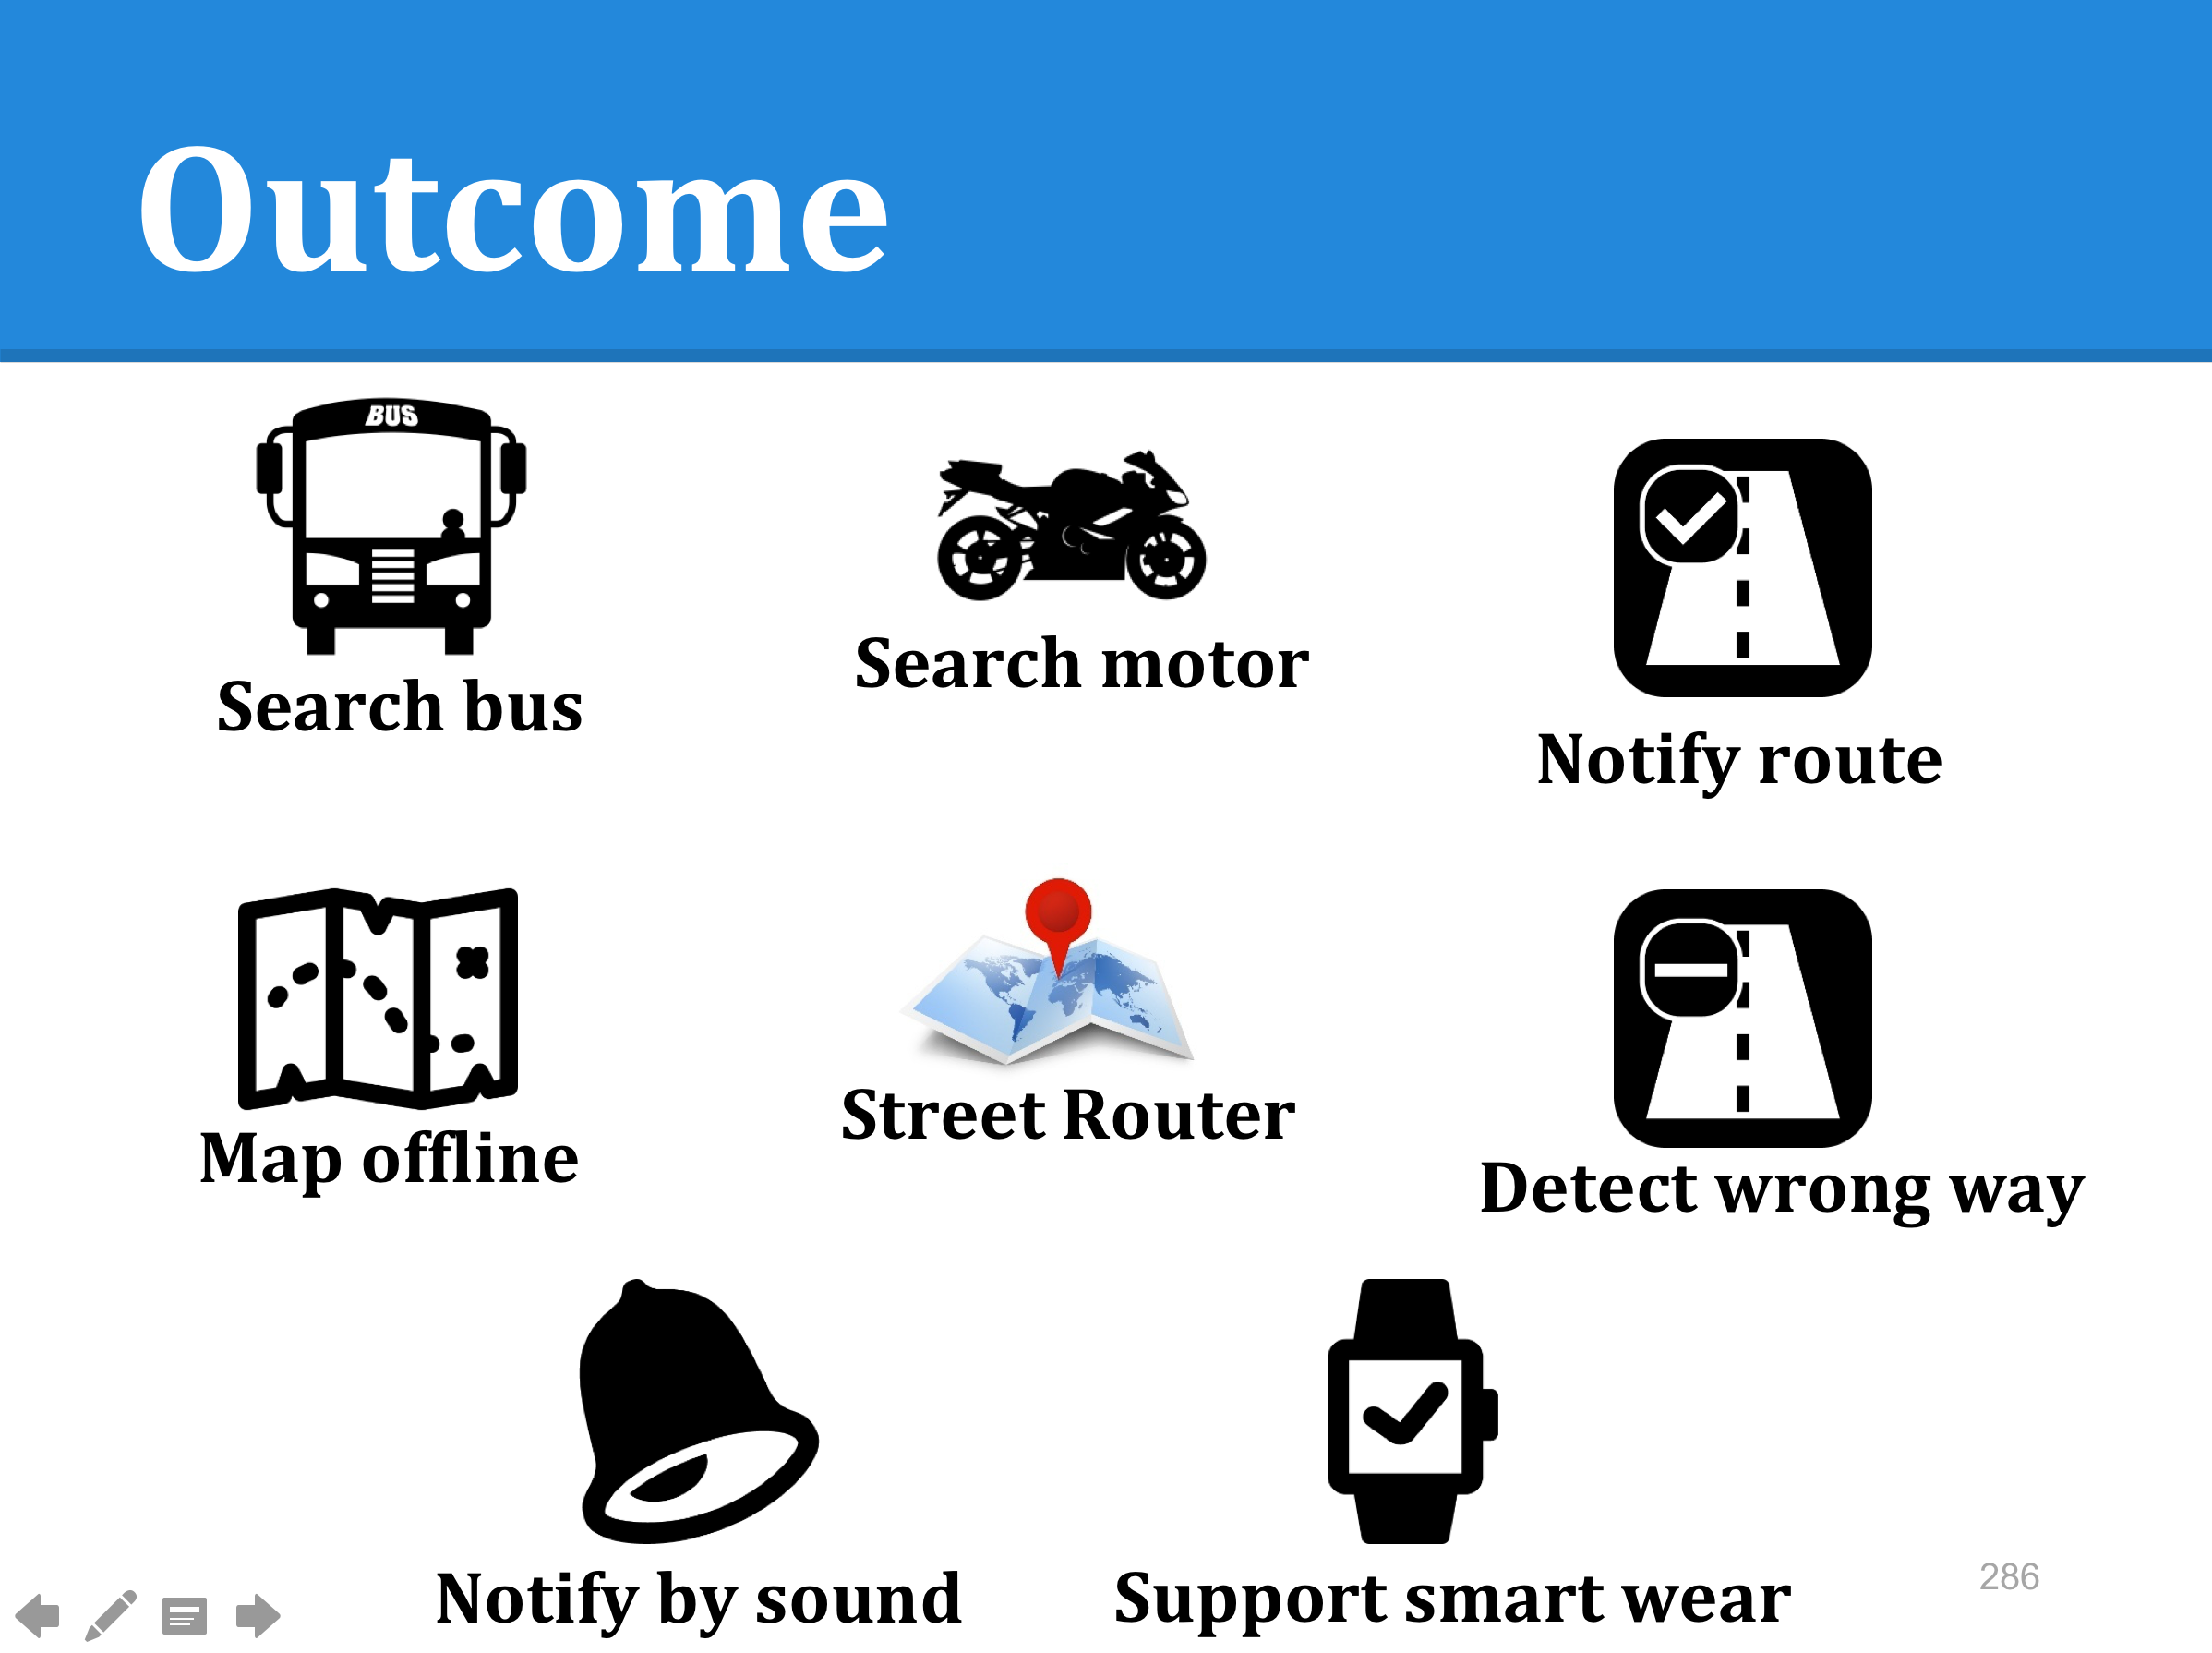 Outcome
BUS
Search bus
Search motor
Notify route
Map offline
Street Router
Detect wrong way
Notify by sound
Support smart wear
286